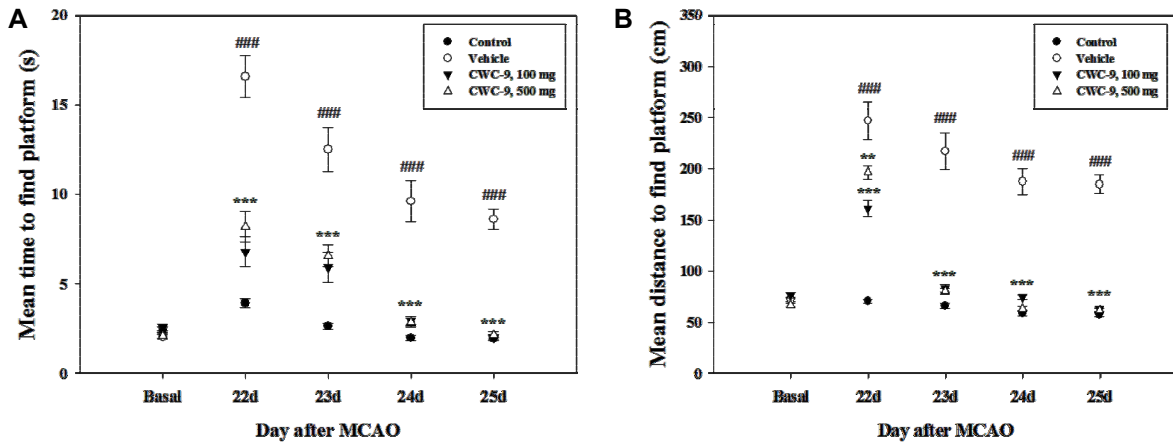 A
Mean time to find platform (s)
20
15
10
5
0
Control
Vehicle
CWC-9, 100 mg
CWC-9, 500 mg
###
###
###
###
***
***
***
***
Basal
22d
23d
24d
25d
Day after MCAO
B
Mean distance to find platform (cm)
350
300
250
200
150
100
50
0
Control
Vehicle
CWC-9, 100 mg
CWC-9, 500 mg
###
###
###
###
**
***
***
***
***
Basal
22d
23d
24d
25d
Day after MCAO